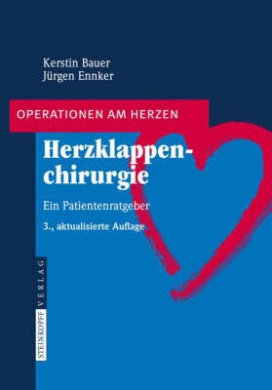 Kerstin Bauer
Jürgen Ennker
OPERATIONEN AM HERZEN
Herzklappen-
chirurgie
Ein Patientenratgeber
3., aktualisierte Auflage
STEINKOPFF VERLAG